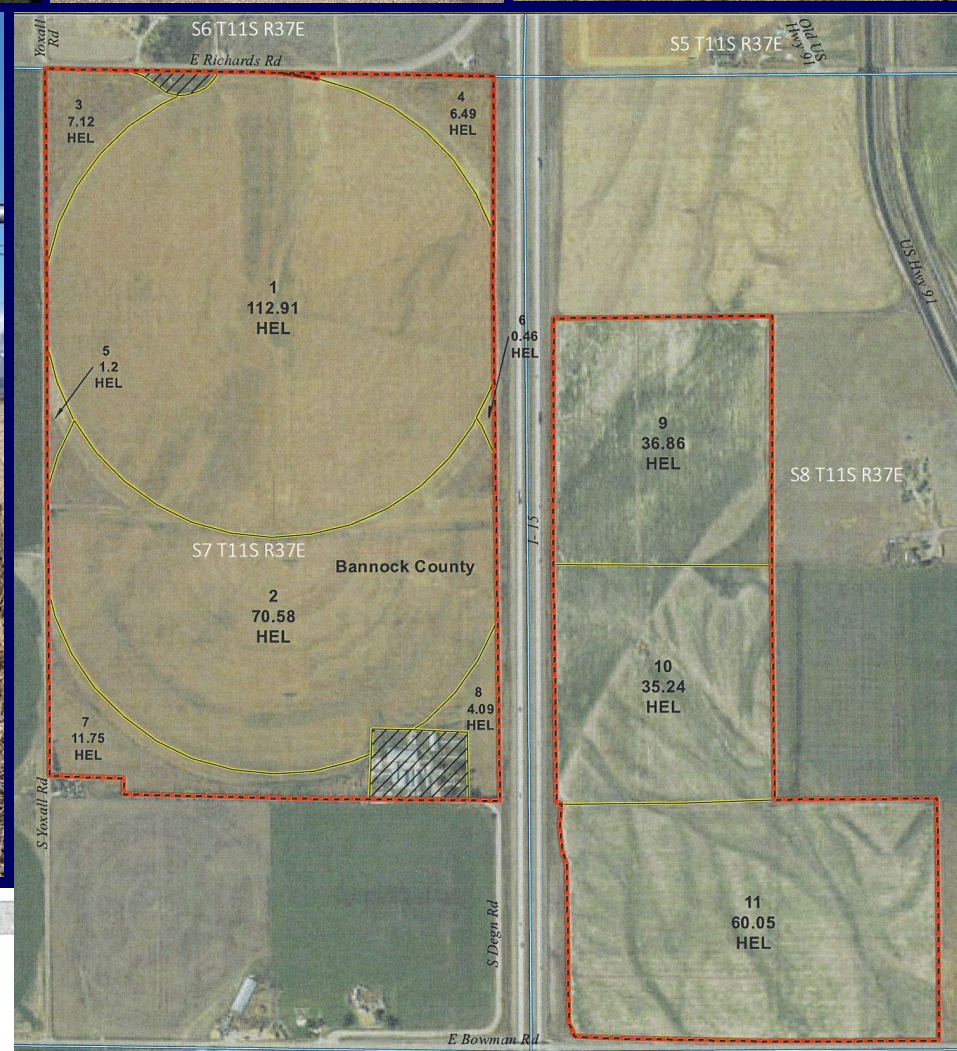 S6 T11S R37E
S5 T11S R37E
Yoxall
Rd
Old US
Hwy 91
E Richards Rd
3
7.12
HEL
4
6.49
HEL
1
112.91
HEL
US Hwy 91
6
0.46
HEL
5
1.2
HEL
9
36.86
HEL
S8 T11S R37E
I-15
S7 T11S R37E
Bannock County
2
70.58
HEL
10
35.24
HEL
8
4.09
HEL
7
11.75
HEL
S Yoxall Rd
11
60.05
HEL
S Degn Rd
E Bowman Rd